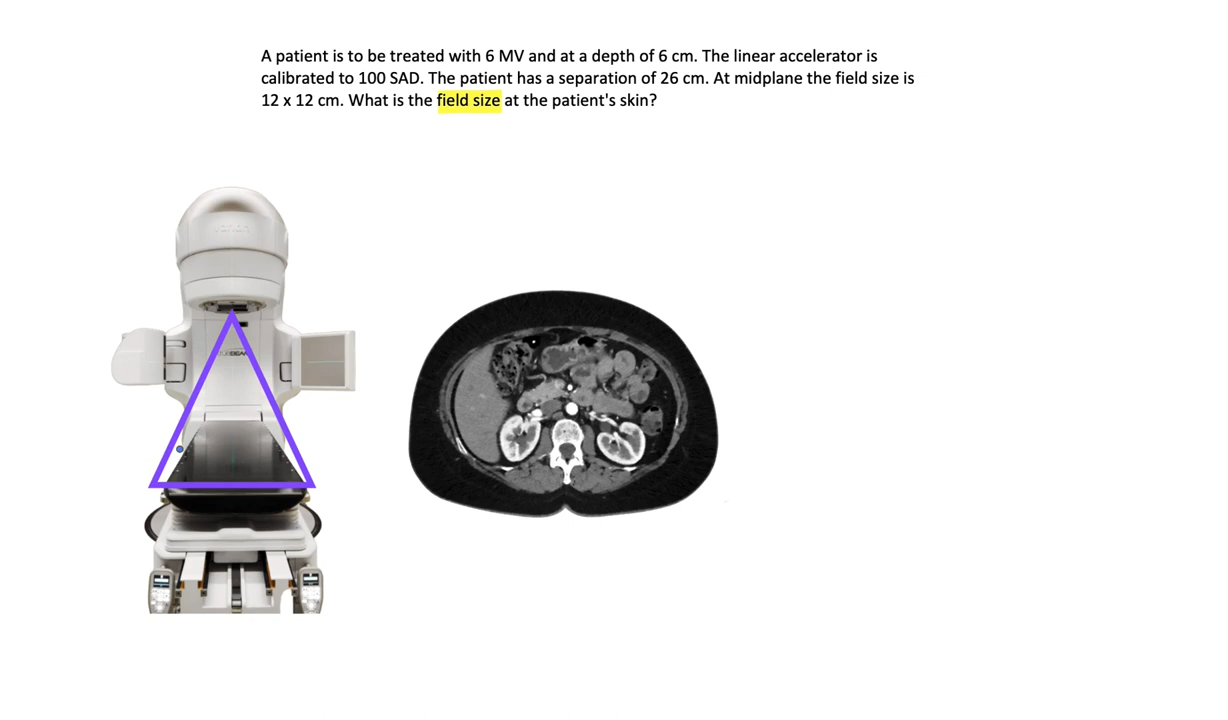 A patient is to be treated with 6 MV and at a depth of 6 cm. The linear accelerator is
calibrated to 100 SAD. The patient has a separation of 26 cm. At midplane the field size is
12 x 12 cm. What is the field size at the patient's skin?